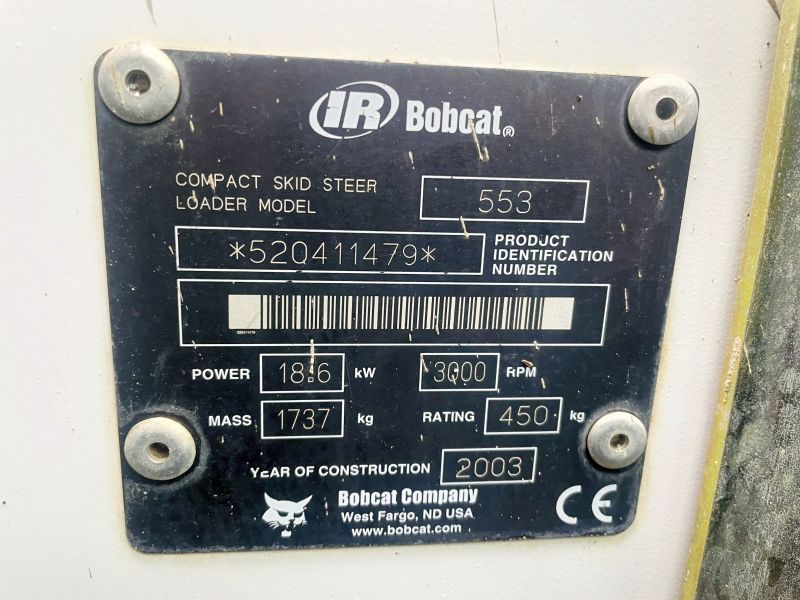 IR Bobcat®
COMPACT SKID STEER
LOADER MODEL
553
*520411479*
PRODUCT
IDENTIFICATION
NUMBER
POWER 18.6 kW 3000 RPM
MASS 1737 kg RATING 450 kg
YEAR OF CONSTRUCTION 2003
Bobcat Company
West Fargo, ND USA
www.bobcat.com
CE